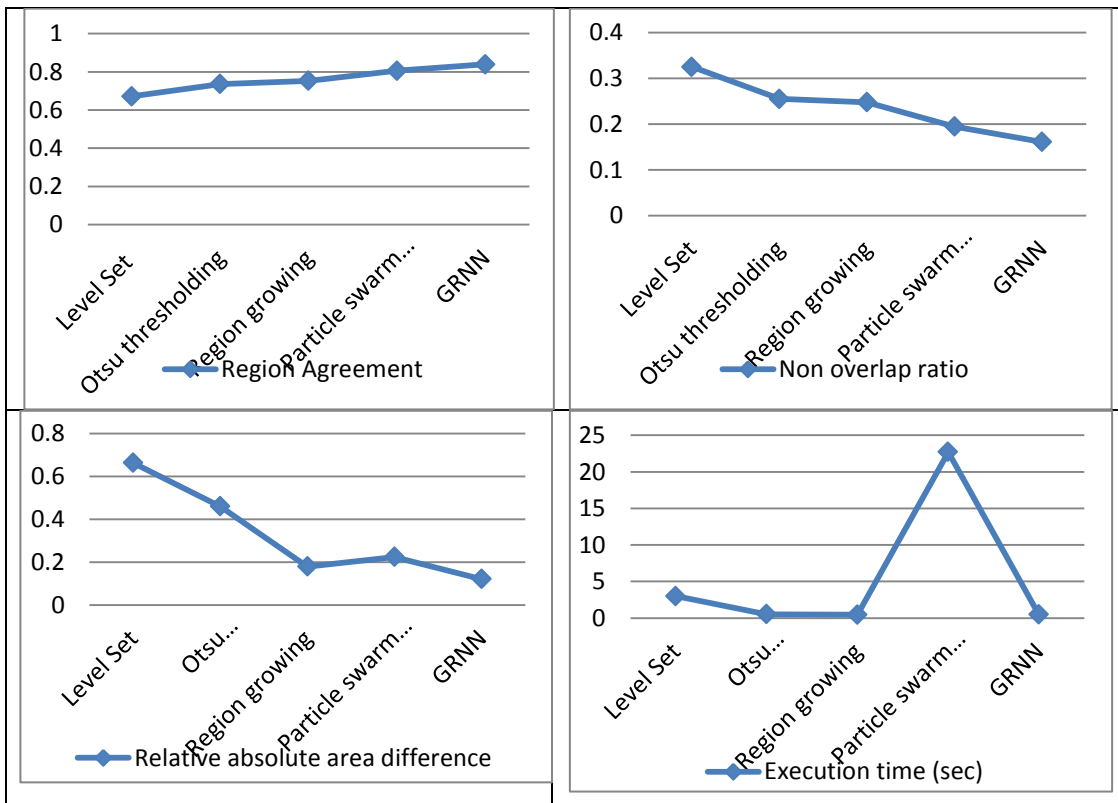 1
0.8
0.6
0.4
0.2
0
Level Set
Otsu thresholding
Region growing
Particle swarm...
GRNN
Region Agreement
0.4
0.3
0.2
0.1
0
Level Set
Otsu thresholding
Region growing
Particle swarm...
GRNN
Non overlap ratio
0.8
0.6
0.4
0.2
0
Level Set
Otsu...
Region growing
Particle swarm...
GRNN
Relative absolute area difference
25
20
15
10
5
0
Level Set
Otsu...
Region growing
Particle swarm...
GRNN
Execution time (sec)